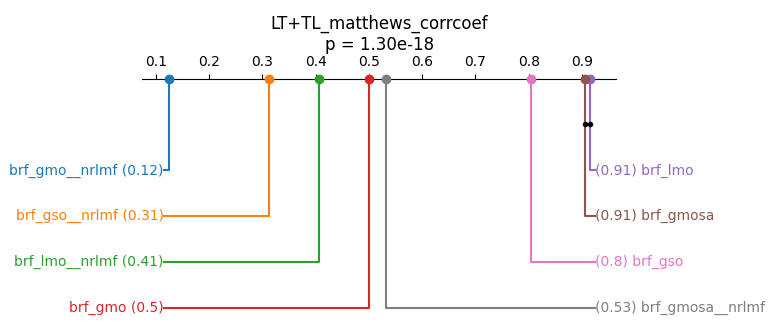 LT+TL_matthews_corrcoef
p = 1.30e-18
0.1 0.2 0.3 0.4 0.5 0.6 0.7 0.8 0.9
brf_gmo__nrlmf (0.12) (0.91) brf_lmo
brf_gso__nrlmf (0.31) (0.91) brf_gmosa
brf_lmo__nrlmf (0.41) (0.8) brf_gso
brf_gmo (0.5) (0.53) brf_gmosa__nrlmf